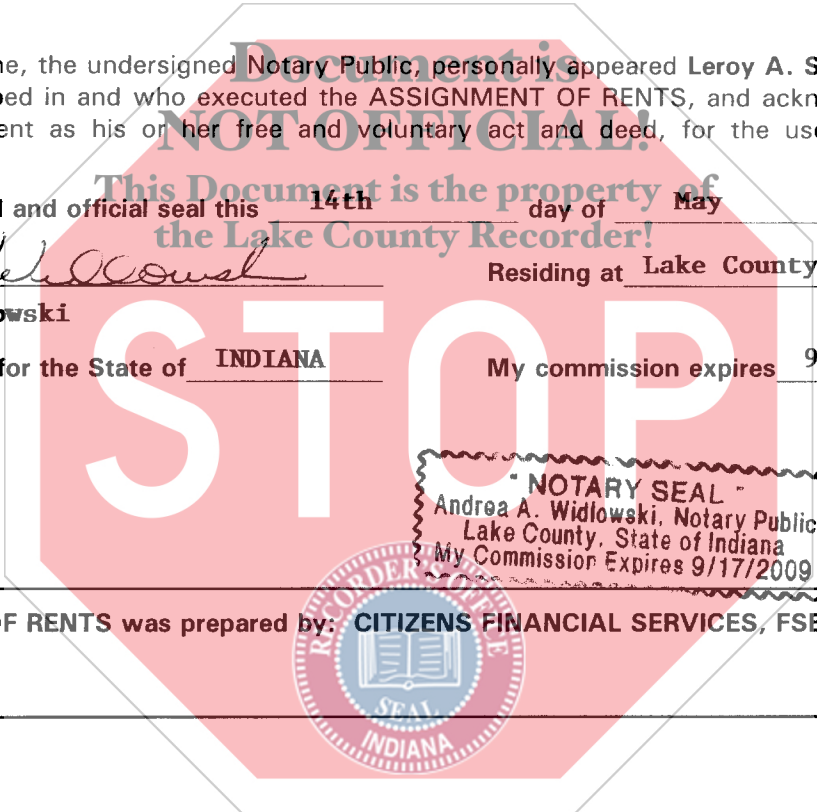 Document is
NOT OFFICIAL!
This Document is the property of
the Lake County Recorder!
STOP
ne, the undersigned Notary Public, personally appeared Leroy A. S
bed in and who executed the ASSIGNMENT OF RENTS, and ackn
ent as his or her free and voluntary act and deed, for the use
and official seal this 14th day of May
Residing at Lake County
owski
for the State of INDIANA My commission expires 9
" NOTARY SEAL "
Andrea A. Widlowski, Notary Public
Lake County, State of Indiana
My Commission Expires 9/17/2009
F RENTS was prepared by: CITIZENS FINANCIAL SERVICES, FSB
RECORDER'S OFFICE
SEAL
INDIANA